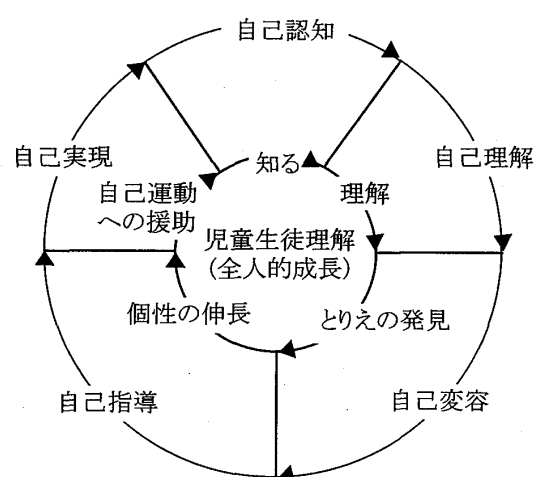 自己認知
自己実現
自己理解
知る
自己運動
への援助
理解
児童生徒理解
(全人的成長)
個性の伸長
とりえの発見
自己指導
自己変容